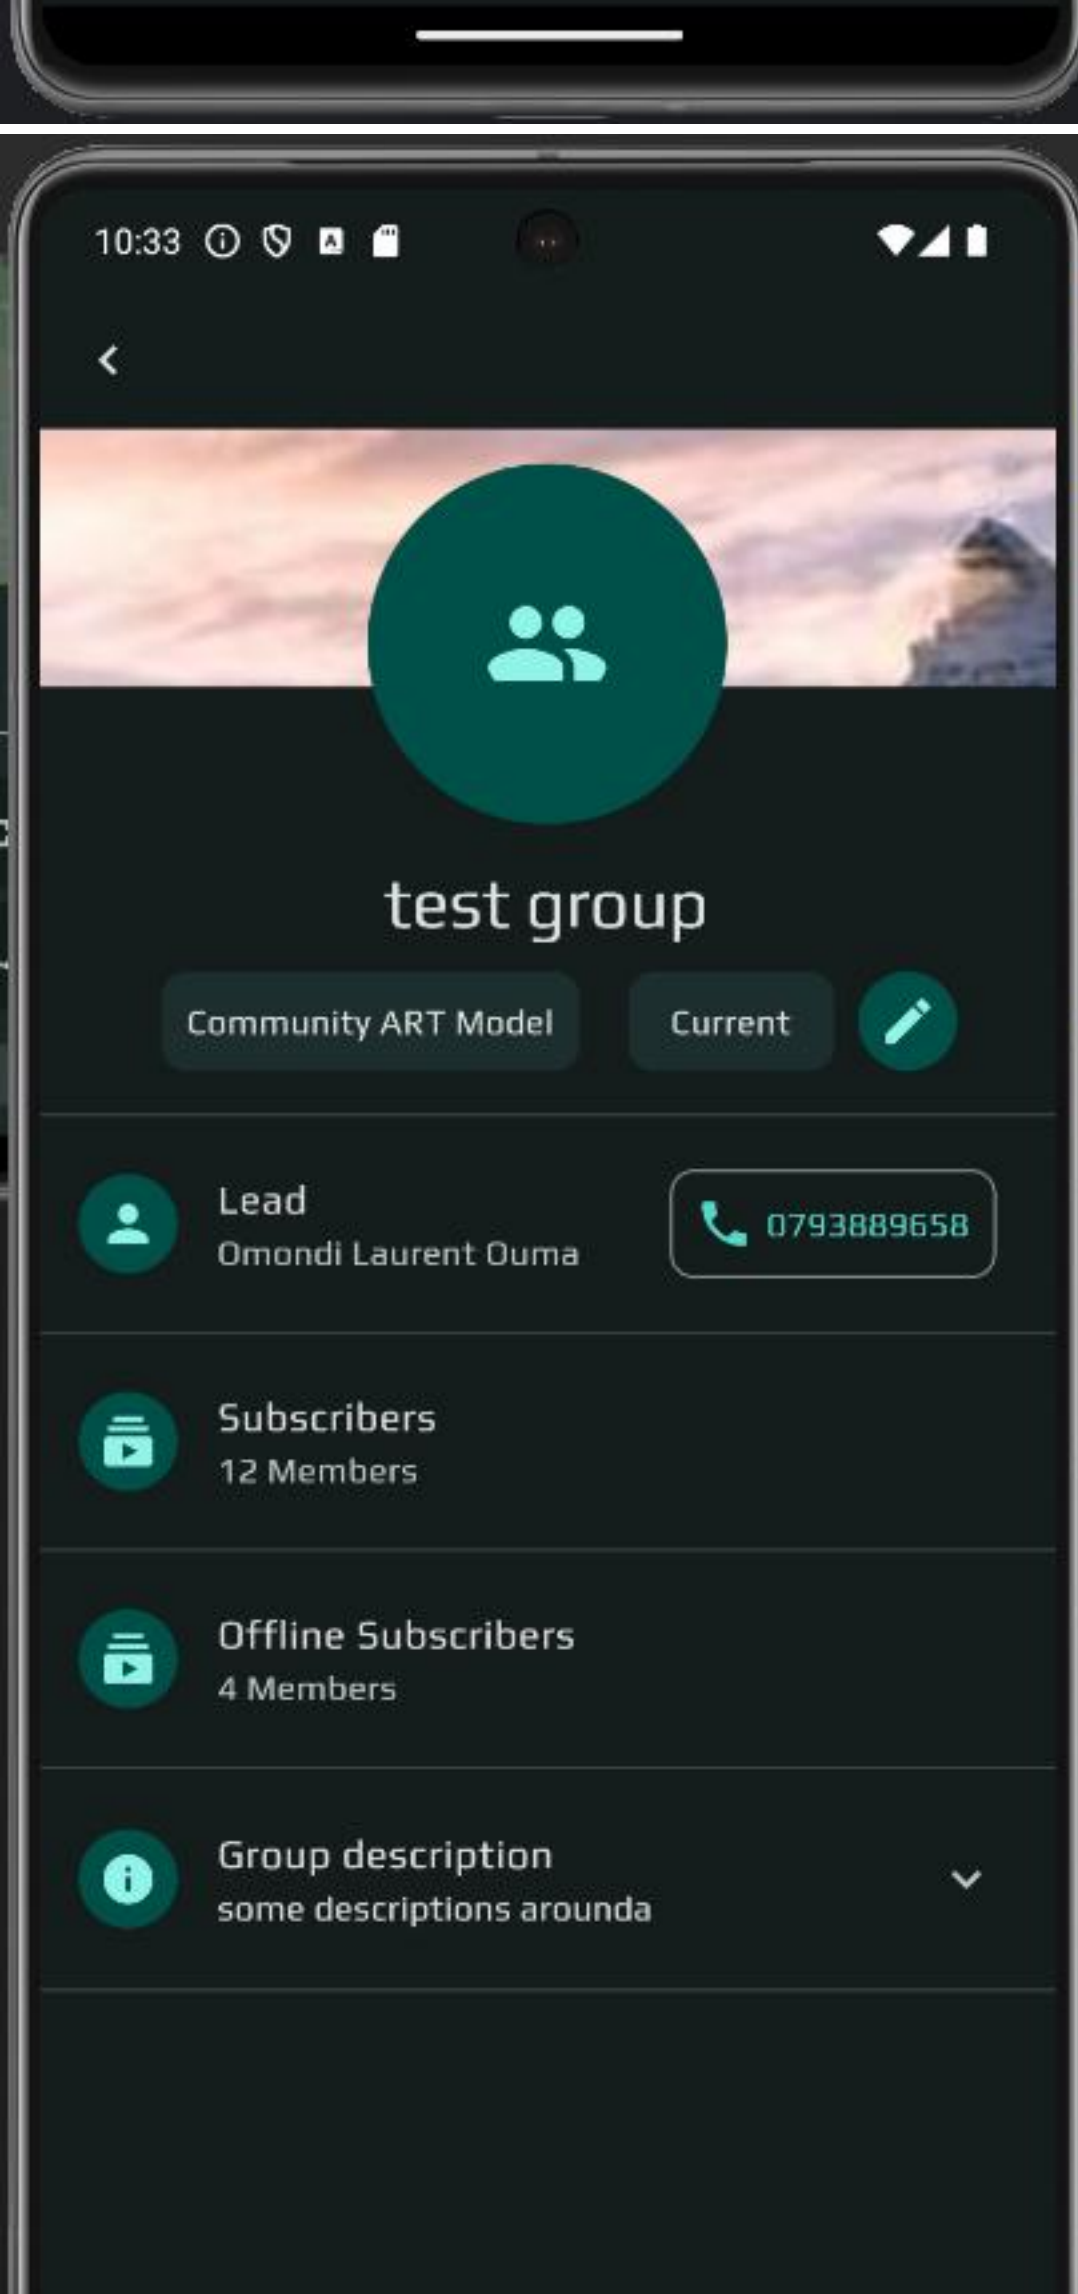 10:33
test group
Community ART Model
Current
Lead
Omondi Laurent Ouma
0793889658
Subscribers
12 Members
Offline Subscribers
4 Members
Group description
some descriptions arounda